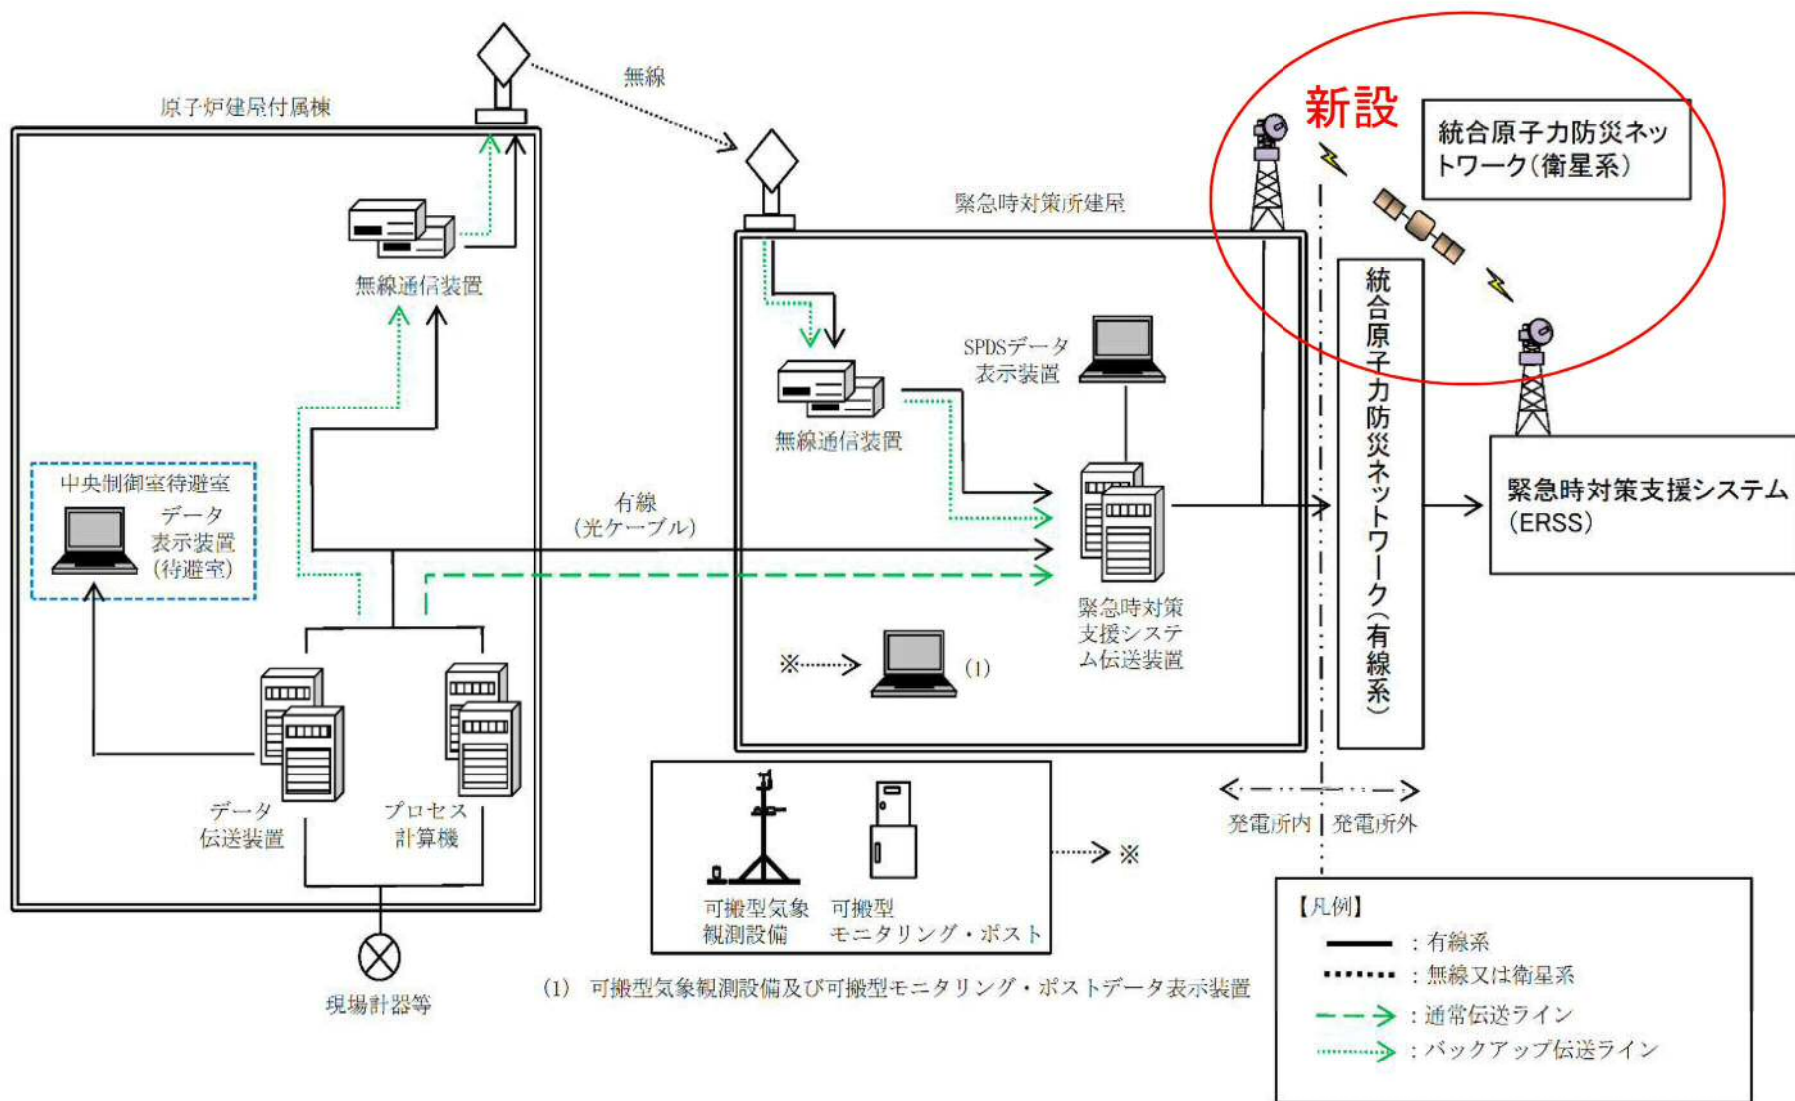 無線
原子炉建屋付属棟
新設
統合原子力防災ネッ
トワーク(衛星系)
緊急時対策所建屋
無線通信装置
統合原子力防災ネットワーク(有線系)
SPDSデータ
表示装置
無線通信装置
中央制御室待避室
データ
表示装置
(待避室)
有線
(光ケーブル)
緊急時対策支援システム
(ERSS)
緊急時対策
支援システ
ム伝送装置
※
(1)
データ
伝送装置
プロセス
計算機
発電所内
発電所外
※
可搬型気象
観測設備
可搬型
モニタリング・ポスト
現場計器等
(1) 可搬型気象観測設備及び可搬型モニタリング・ポストデータ表示装置
【凡例】
:有線系
:無線又は衛星系
:通常伝送ライン
:バックアップ伝送ライン